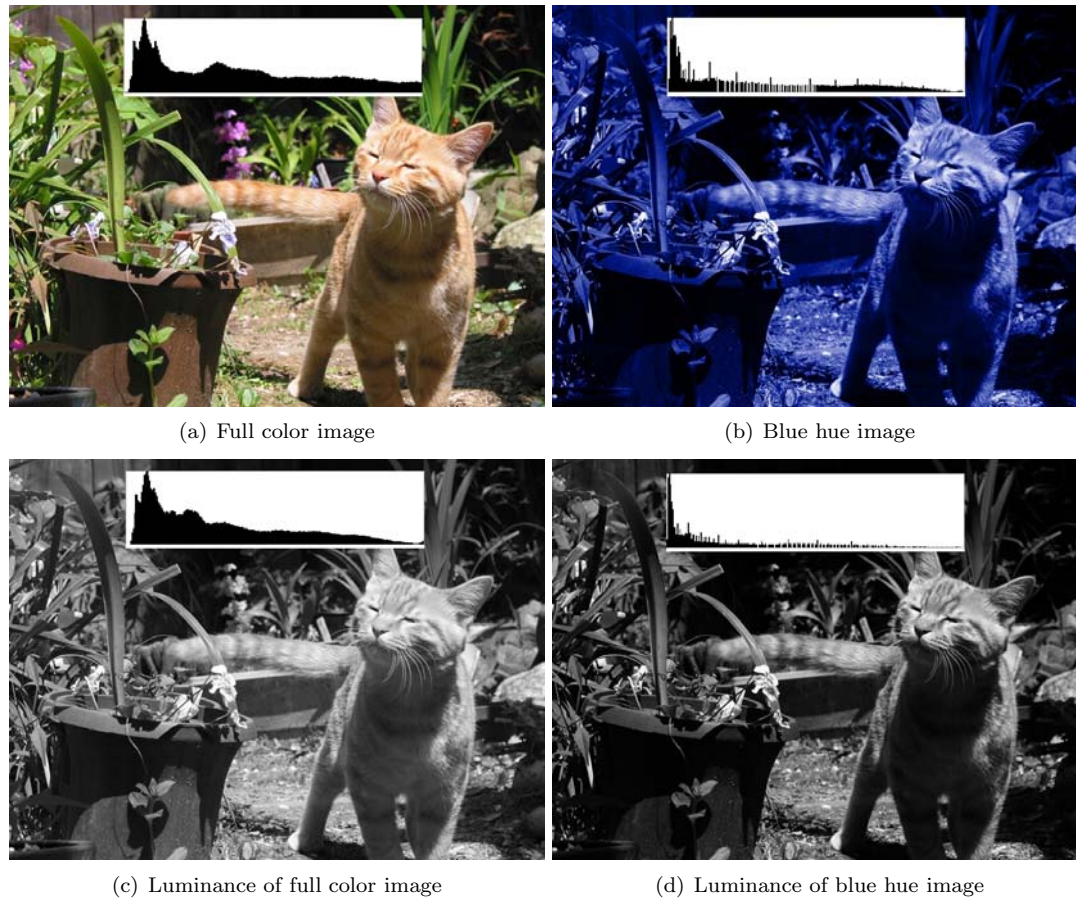 (a) Full color image
(b) Blue hue image
(c) Luminance of full color image
(d) Luminance of blue hue image